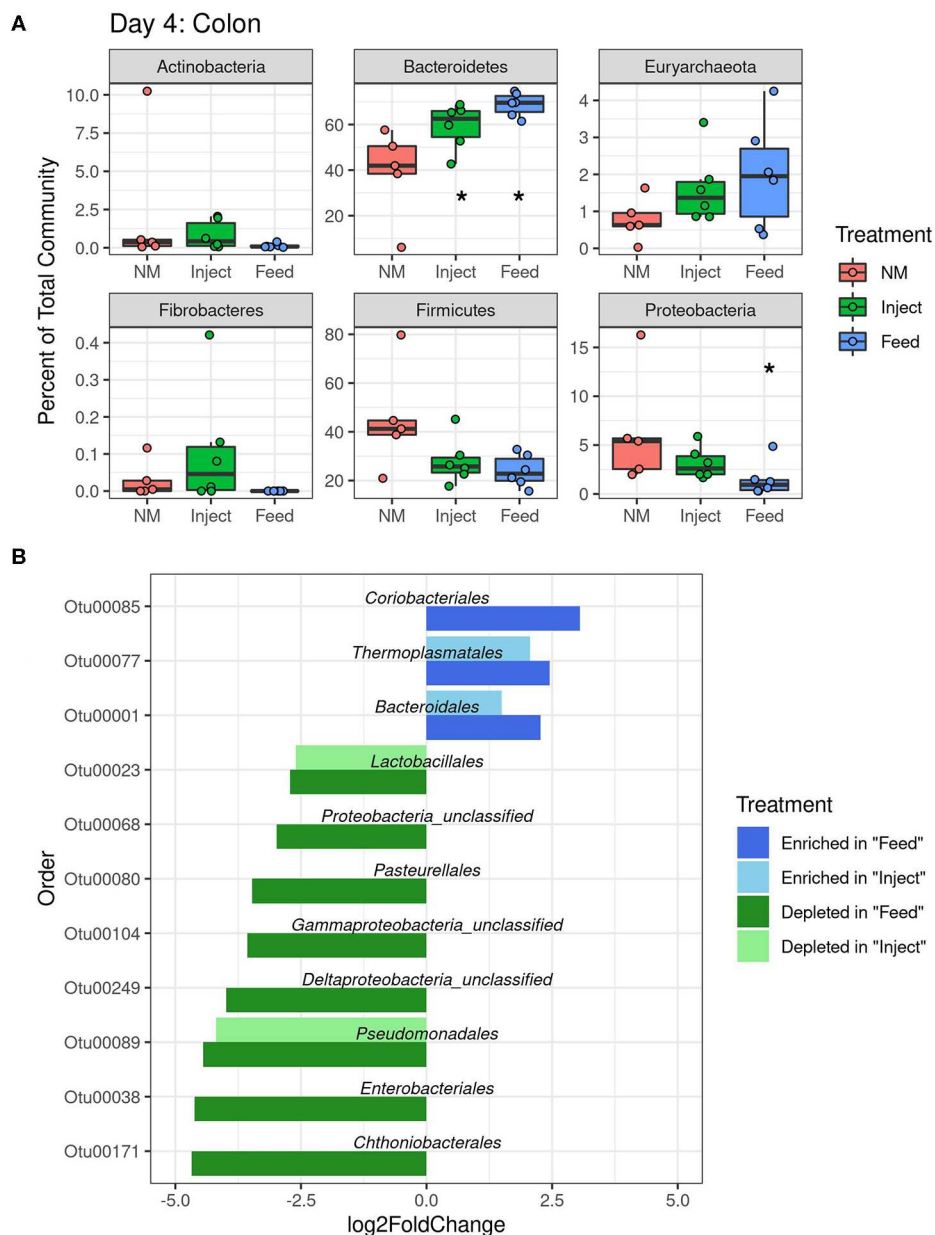 A
Day 4: Colon
Percent of Total Community
Actinobacteria
10.0
7.5
5.0
2.5
0.0
NM Inject Feed
Bacteroidetes
60
40
20
* *
NM Inject Feed
Euryarchaeota
4
3
2
1
0
NM Inject Feed
Fibrobacteres
0.4
0.3
0.2
0.1
0.0
NM Inject Feed
Firmicutes
80
60
40
20
NM Inject Feed
Proteobacteria
15
10
5
0
*
NM Inject Feed
Treatment
NM
Inject
Feed
B
Order
Otu00085 Coriobacteriales
Otu00077 Thermoplasmatales
Otu00001 Bacteroidales
Otu00023 Lactobacillales
Otu00068 Proteobacteria_unclassified
Otu00080 Pasteurellales
Otu00104 Gammaproteobacteria_unclassified
Otu00249 Deltaproteobacteria_unclassified
Otu00089 Pseudomonadales
Otu00038 Enterobacteriales
Otu00171 Chthoniobacterales
-5.0 -2.5 0.0 2.5 5.0
log2FoldChange
Treatment
Enriched in "Feed"
Enriched in "Inject"
Depleted in "Feed"
Depleted in "Inject"